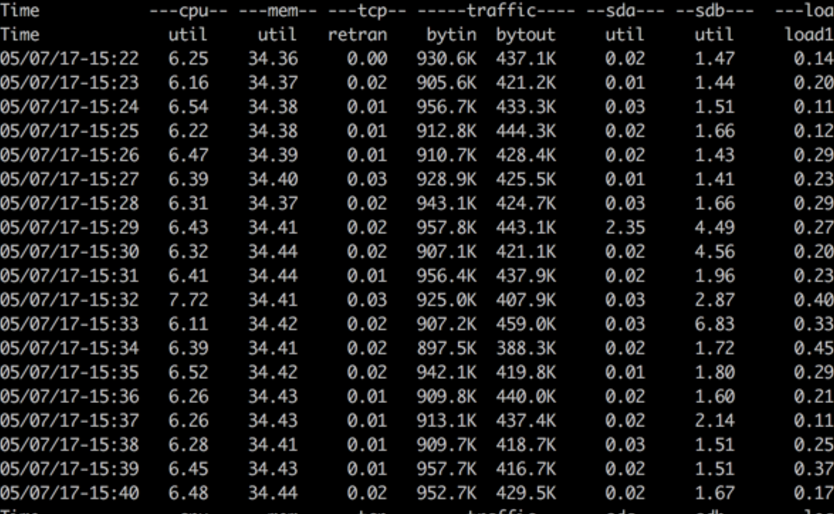 Time ---cpu-- ---mem-- ---tcp-- -----traffic---- --sda--- --sdb--- ---loa
Time util util retran bytin bytout util util load1
05/07/17-15:22 6.25 34.36 0.00 930.6K 437.1K 0.02 1.47 0.14
05/07/17-15:23 6.16 34.37 0.02 905.6K 421.2K 0.01 1.44 0.20
05/07/17-15:24 6.54 34.38 0.01 956.7K 433.3K 0.03 1.51 0.11
05/07/17-15:25 6.22 34.38 0.01 912.8K 444.3K 0.02 1.66 0.12
05/07/17-15:26 6.47 34.39 0.01 910.7K 428.4K 0.02 1.43 0.29
05/07/17-15:27 6.39 34.40 0.03 928.9K 425.5K 0.01 1.41 0.23
05/07/17-15:28 6.31 34.37 0.02 943.1K 424.7K 0.03 1.66 0.29
05/07/17-15:29 6.43 34.41 0.02 957.8K 443.1K 2.35 4.49 0.27
05/07/17-15:30 6.32 34.44 0.02 907.1K 421.1K 0.02 4.56 0.20
05/07/17-15:31 6.41 34.44 0.01 956.4K 437.9K 0.02 1.96 0.23
05/07/17-15:32 7.72 34.41 0.03 925.0K 407.9K 0.03 2.87 0.40
05/07/17-15:33 6.11 34.42 0.02 907.2K 459.0K 0.03 6.83 0.33
05/07/17-15:34 6.39 34.41 0.02 897.5K 388.3K 0.02 1.72 0.45
05/07/17-15:35 6.52 34.42 0.02 942.1K 419.8K 0.01 1.80 0.29
05/07/17-15:36 6.26 34.43 0.01 909.8K 440.0K 0.02 1.60 0.21
05/07/17-15:37 6.26 34.43 0.01 913.1K 437.4K 0.02 2.14 0.11
05/07/17-15:38 6.28 34.41 0.01 909.7K 418.7K 0.03 1.51 0.25
05/07/17-15:39 6.45 34.43 0.01 957.7K 416.7K 0.02 1.51 0.37
05/07/17-15:40 6.48 34.44 0.02 952.7K 429.5K 0.02 1.67 0.17